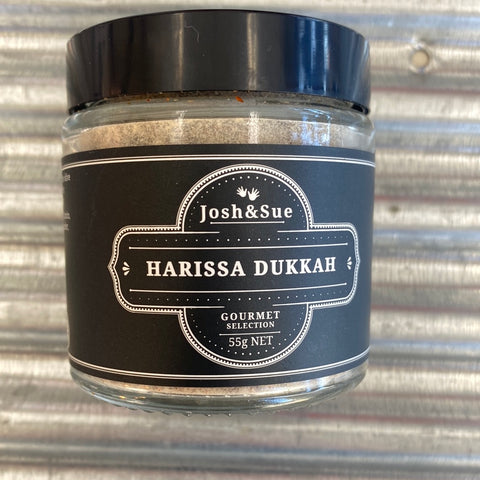 Josh&Sue
HARISSA DUKKAH
GOURMET
SELECTION
55g NET